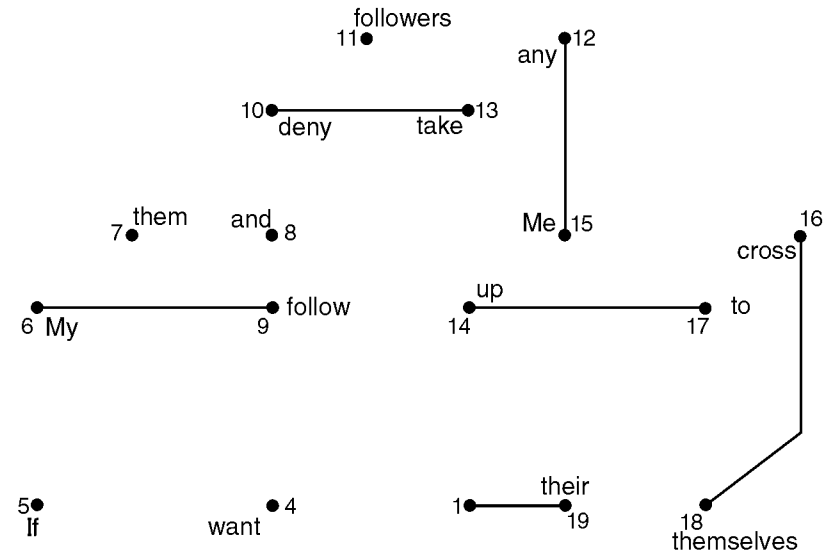 followers
11 12
any
10 13
deny take
them and Me 15 16
7 8
cross
up
follow to
6 My 9 14 17
5 4 1 their
If want 19 18
themselves